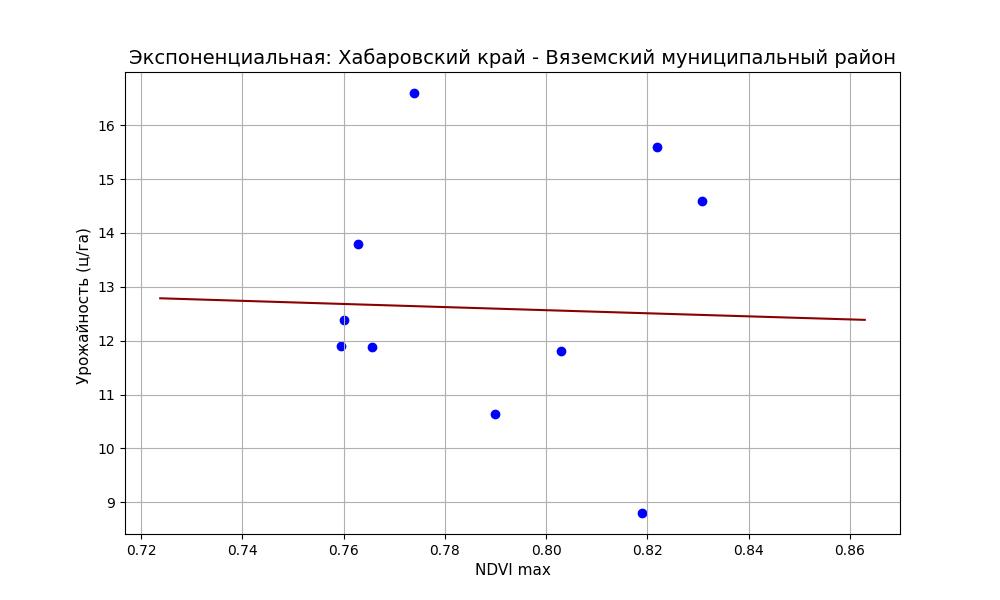 Экспоненциальная: Хабаровский край - Вяземский муниципальный район
Урожайность (ц/га)
16
15
14
13
12
11
10
9
0.72 0.74 0.76 0.78 0.80 0.82 0.84 0.86
NDVI max